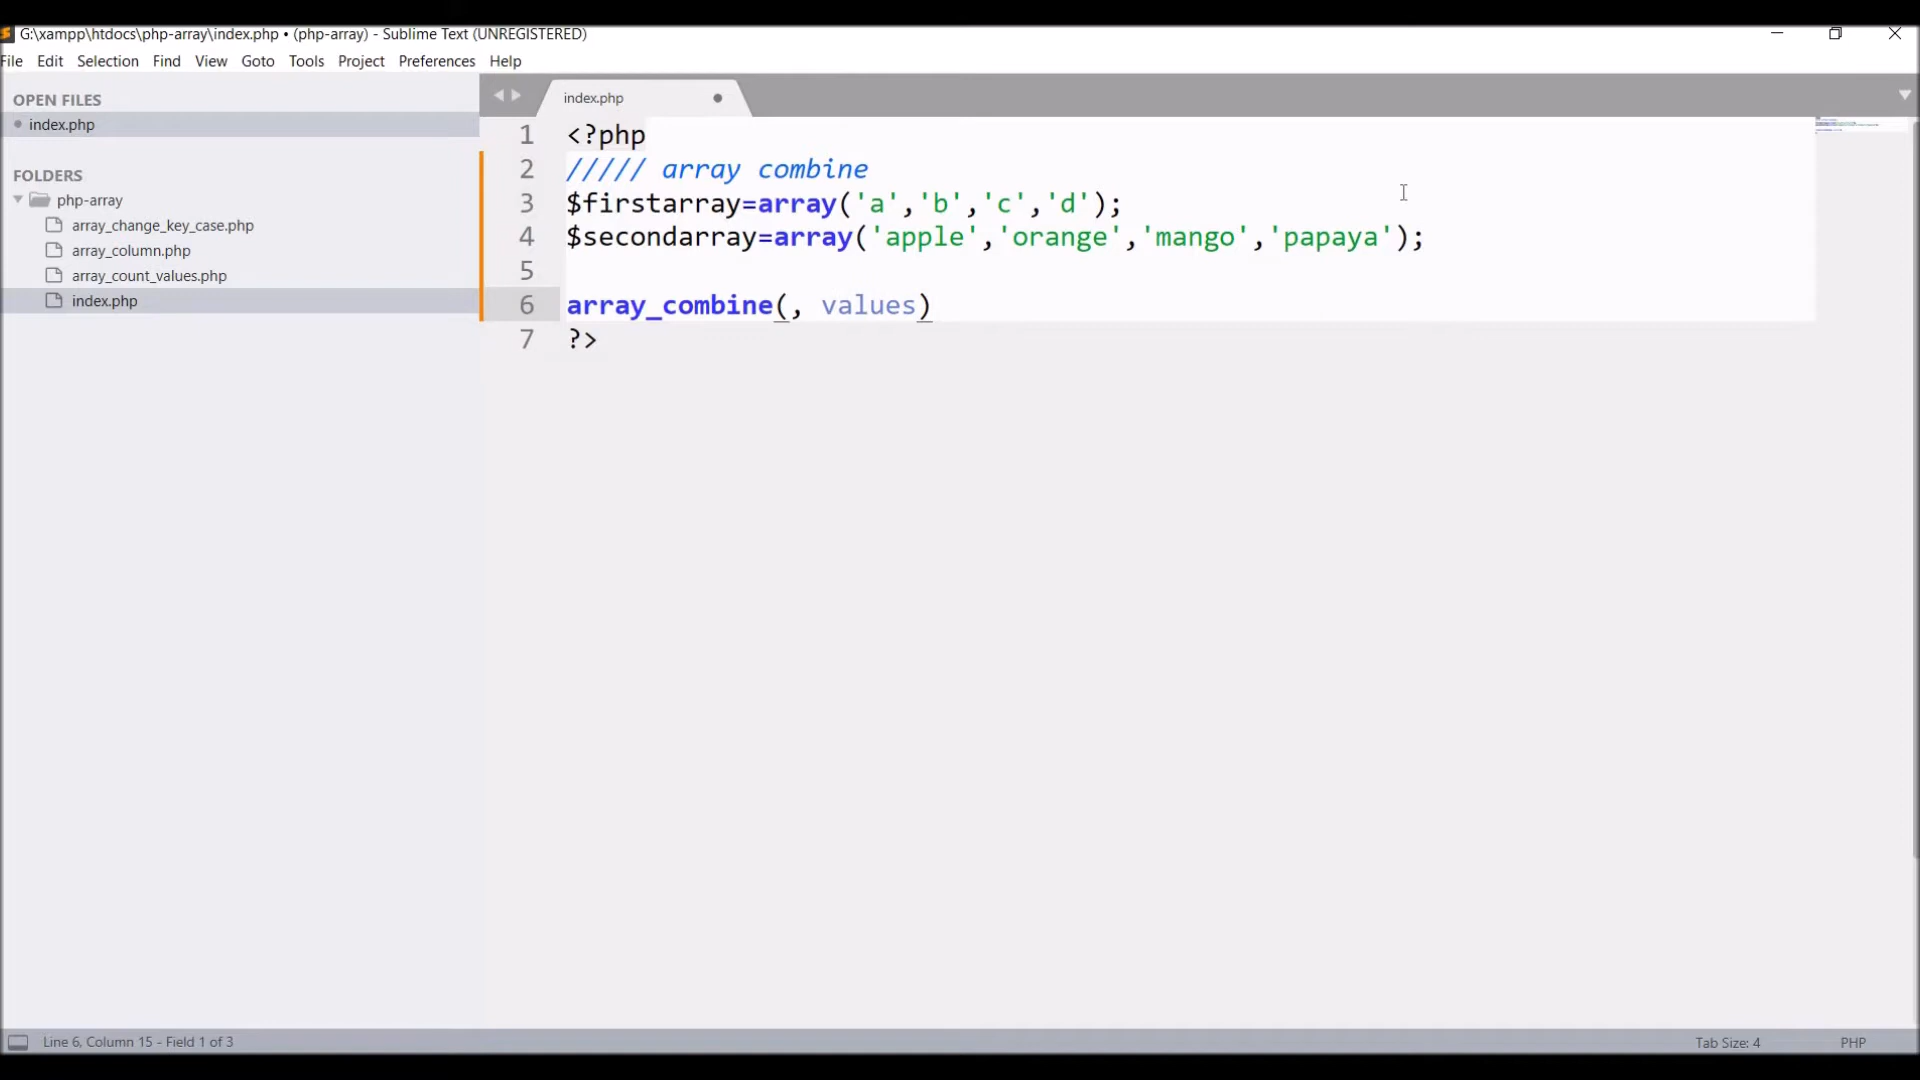 G:\xampp\htdocs\php-array\index.php • (php-array) - Sublime Text (UNREGISTERED)
File Edit Selection Find View Goto Tools Project Preferences Help
OPEN FILES
index.php
FOLDERS
php-array
array_change_key_case.php
array_column.php
array_count_values.php
index.php
index.php
1 <?php
2 ///// array combine
3 $firstarray=array('a','b','c','d');
4 $secondarray=array('apple','orange','mango','papaya');
5
6 array_combine(, values)
7 ?>
Line 6, Column 15 - Field 1 of 3
Tab Size: 4
PHP